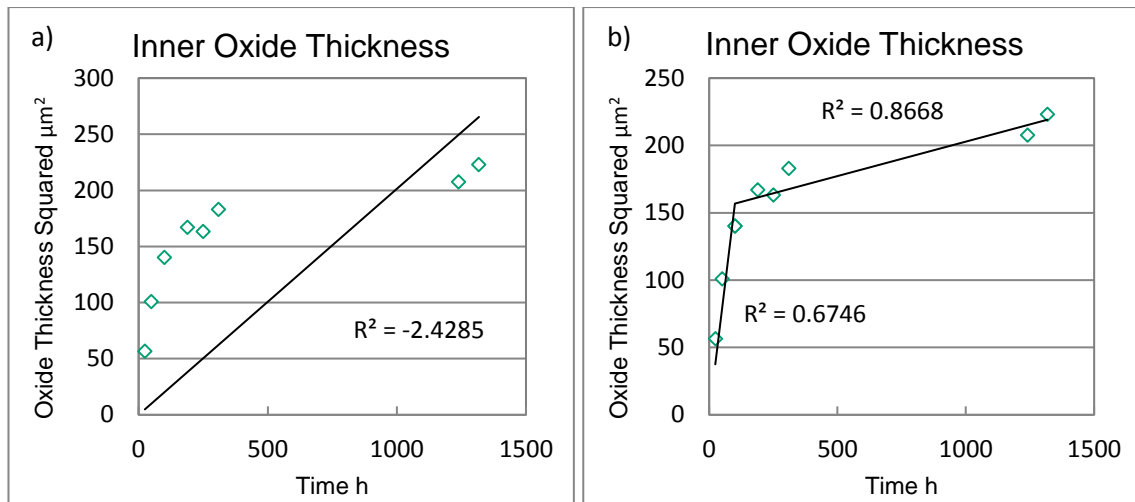 a)
Inner Oxide Thickness
Oxide Thickness Squared µm²
300
250
200
150
100
50
0
R² = -2.4285
0 500 1000 1500
Time h
b)
Inner Oxide Thickness
Oxide Thickness Squared µm²
250
200
150
100
50
0
R² = 0.8668
R² = 0.6746
0 500 1000 1500
Time h